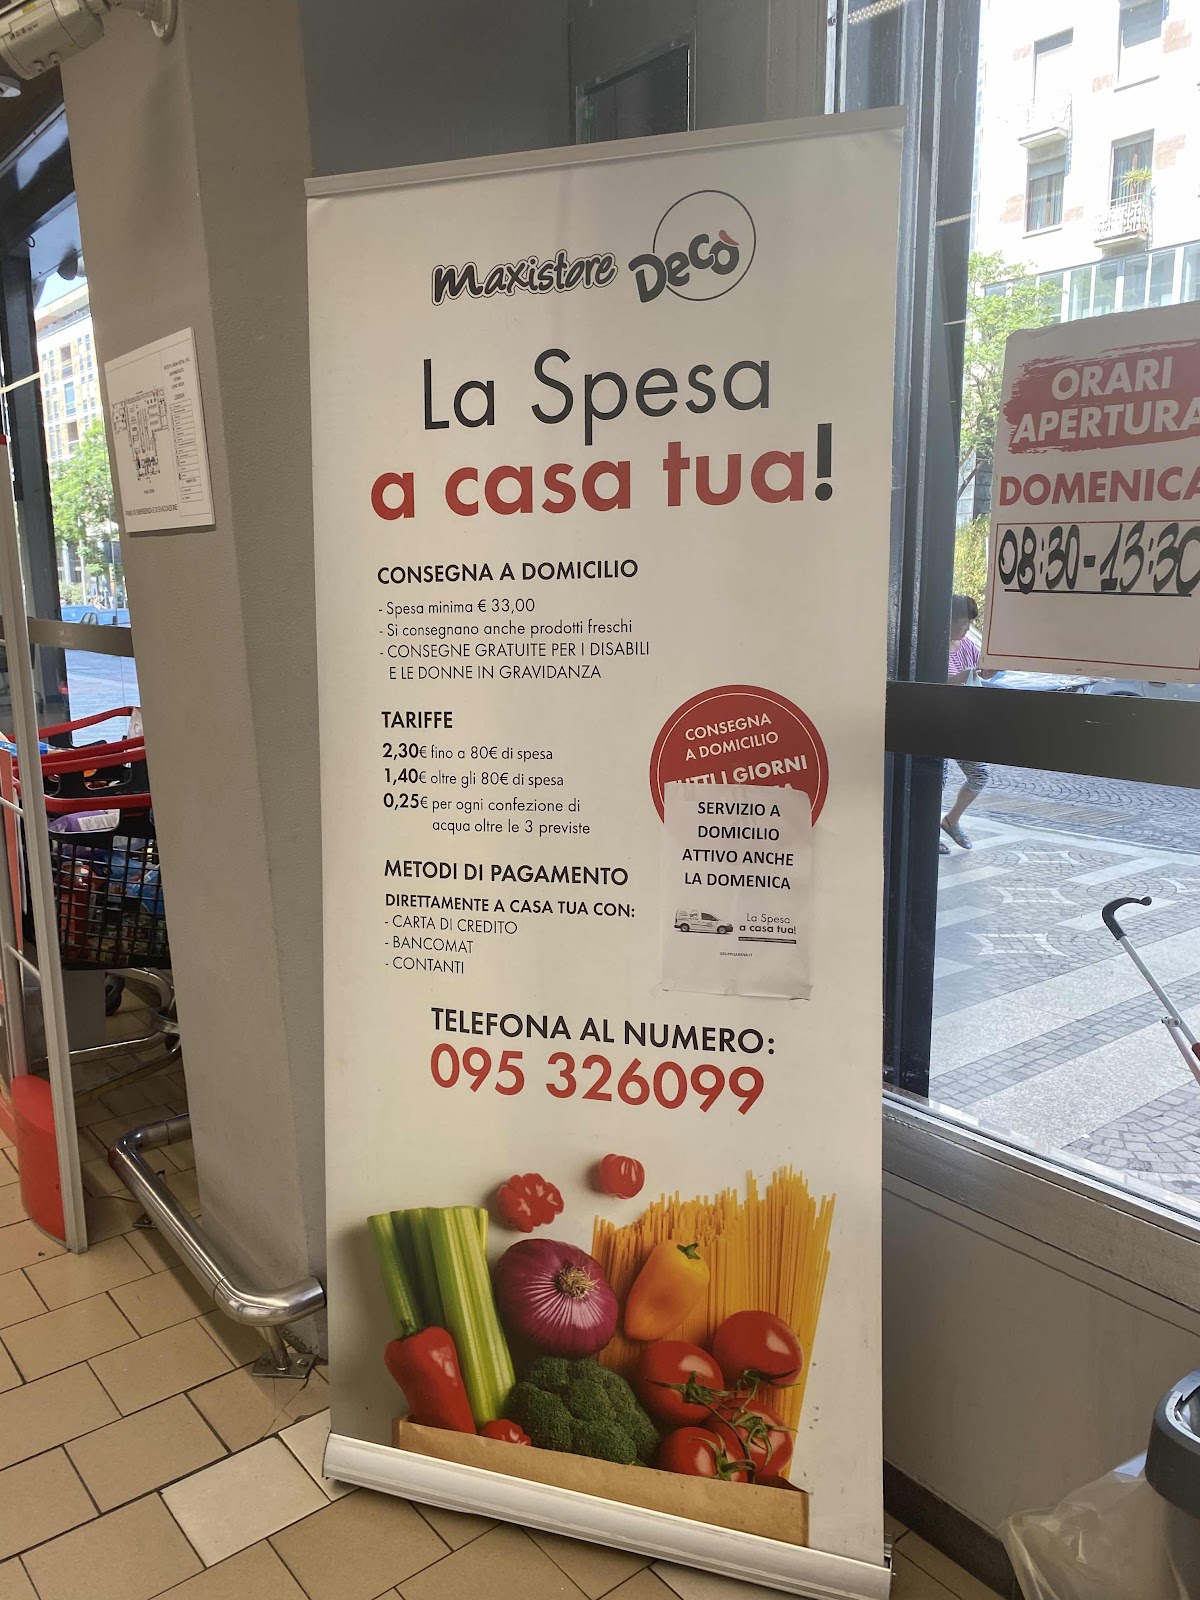 maxistore Decò
La Spesa
a casa tua!
CONSEGNA A DOMICILIO
- Spesa minima € 33,00
- Si consegnano anche prodotti freschi
- CONSEGNE GRATUITE PER I DISABILI
E LE DONNE IN GRAVIDANZA
TARIFFE
2,30€ fino a 80€ di spesa
1,40€ oltre gli 80€ di spesa
0,25€ per ogni confezione di
acqua oltre le 3 previste
CONSEGNA
A DOMICILIO
TUTTI I GIORNI
SERVIZIO A
DOMICILIO
ATTIVO ANCHE
LA DOMENICA
La Spesa
a casa tua!
METODI DI PAGAMENTO
DIRETTAMENTE A CASA TUA CON:
- CARTA DI CREDITO
- BANCOMAT
- CONTANTI
TELEFONA AL NUMERO:
095 326099
ORARI
APERTURA
DOMENICA
08:30-13:30